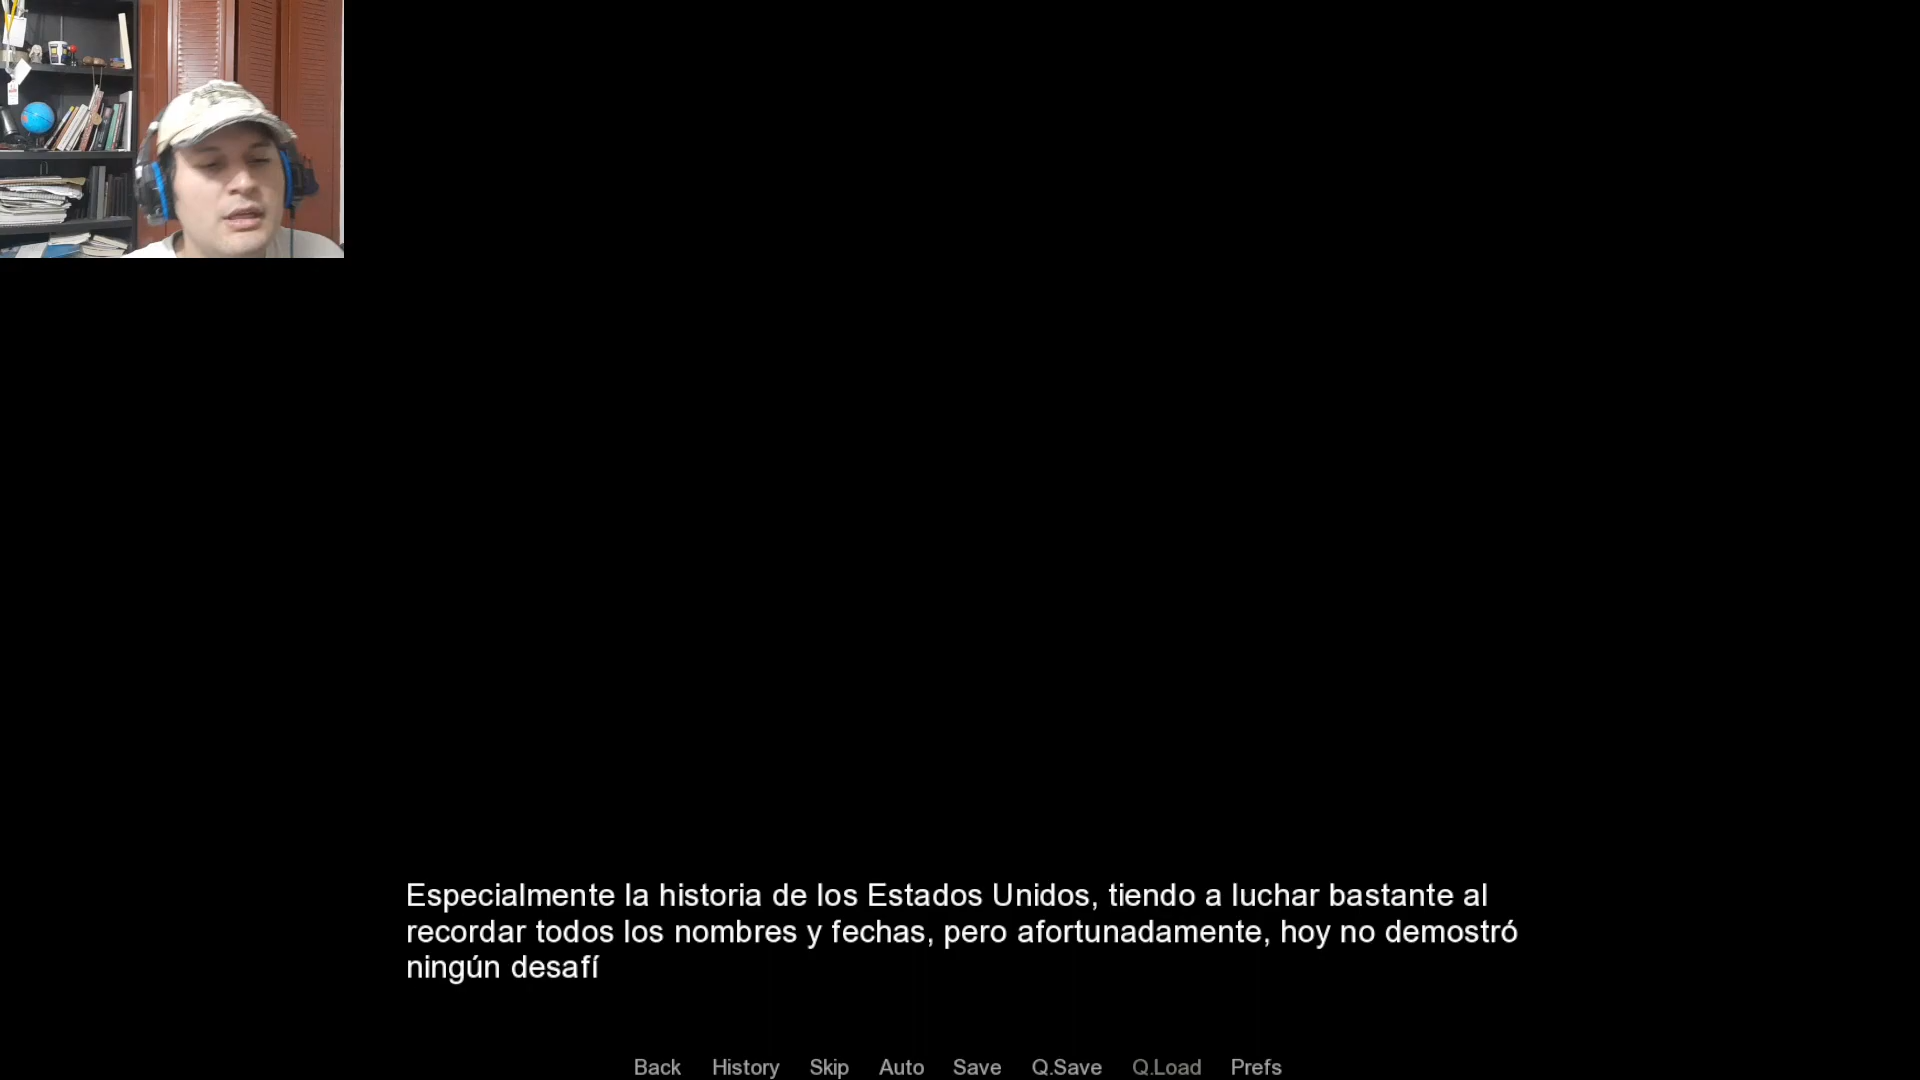 Especialmente la historia de los Estados Unidos, tiendo a luchar bastante al
recordar todos los nombres y fechas, pero afortunadamente, hoy no demostró
ningún desafí
Back History Skip Auto Save Q.Save Q.Load Prefs